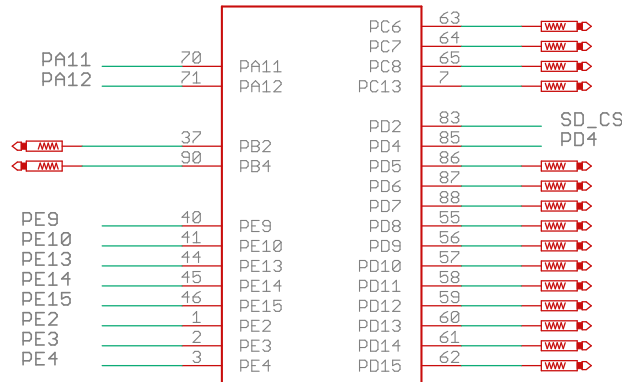 63 PC6
64 PC7
PA11 70 PA11 PC8 65
PA12 71 PA12 PC13 7
PD2 83 SD_CS
37 PB2 PD4 85 PD4
90 PB4 PD5 86
PD6 87
PD7 88
PE9 40 PE9 PD8 55
PE10 41 PE10 PD9 56
PE13 44 PE13 PD10 57
PE14 45 PE14 PD11 58
PE15 46 PE15 PD12 59
PE2 1 PE2 PD13 60
PE3 2 PE3 PD14 61
PE4 3 PE4 PD15 62